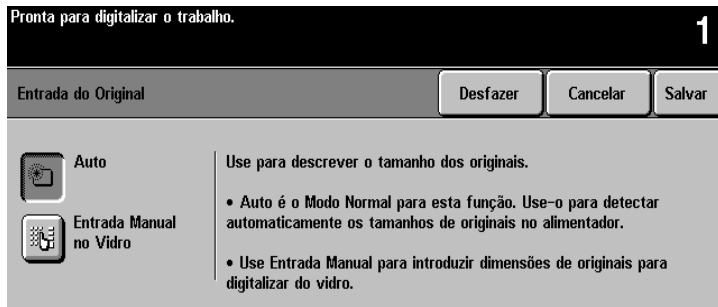 Pronta para digitalizar o trabalho.
1
Entrada do Original
Desfazer
Cancelar
Salvar
Auto
Entrada Manual
no Vidro
Use para descrever o tamanho dos originais.
• Auto é o Modo Normal para esta função. Use-o para detectar
automaticamente os tamanhos de originais no alimentador.
• Use Entrada Manual para introduzir dimensões de originais para
digitalizar do vidro.